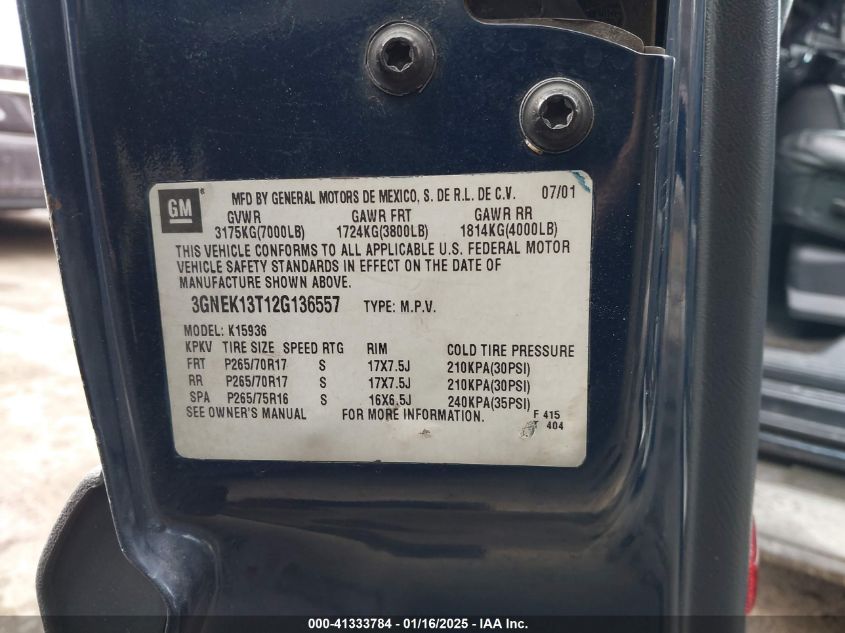 GM ® MFD BY GENERAL MOTORS DE MEXICO, S. DE R.L. DE C.V. 07/01
GVWR GAWR FRT GAWR RR
3175KG(7000LB) 1724KG(3800LB) 1814KG(4000LB)
THIS VEHICLE CONFORMS TO ALL APPLICABLE U.S. FEDERAL MOTOR
VEHICLE SAFETY STANDARDS IN EFFECT ON THE DATE OF
MANUFACTURE SHOWN ABOVE.
3GNEK13T12G136557 TYPE: M.P.V.
MODEL: K15936
KPKV TIRE SIZE SPEED RTG RIM COLD TIRE PRESSURE
FRT P265/70R17 S 17X7.5J 210KPA(30PSI)
RR P265/70R17 S 17X7.5J 210KPA(30PSI)
SPA P265/75R16 S 16X6.5J 240KPA(35PSI)
SEE OWNER'S MANUAL FOR MORE INFORMATION. F 415
T 404
000-41333784 - 01/16/2025 - IAA Inc.